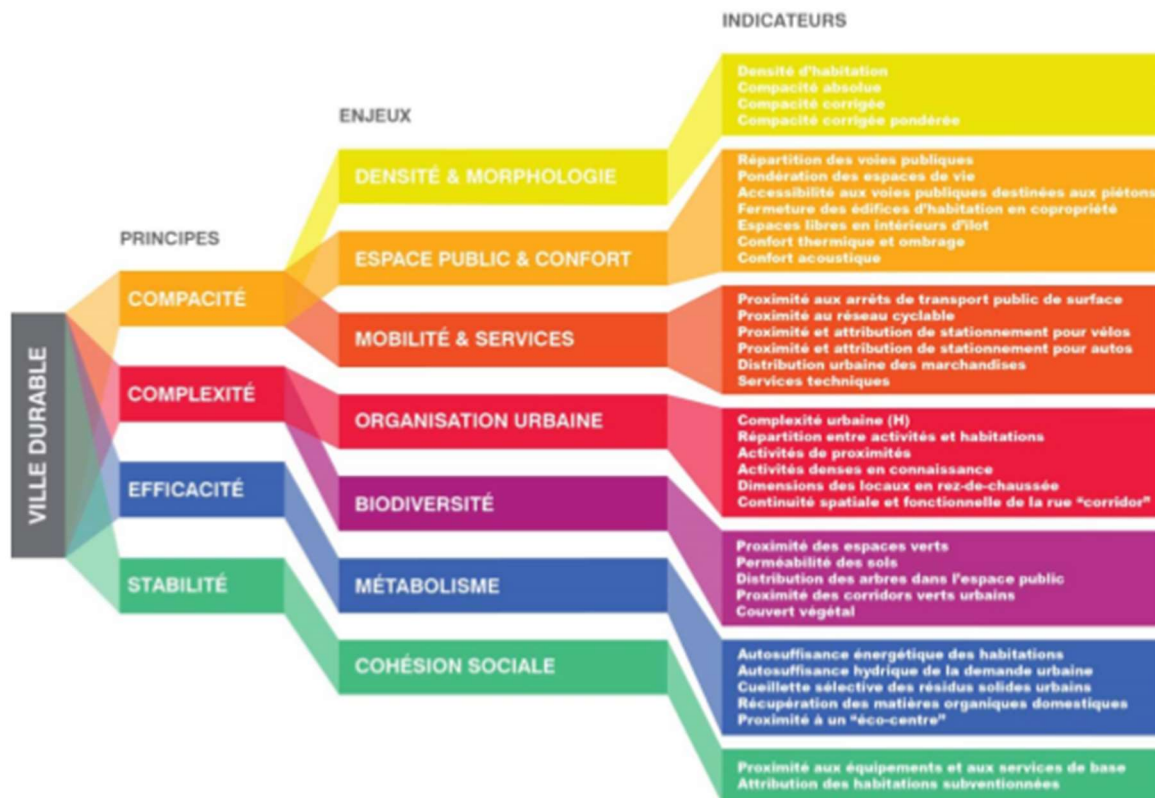 VILLE DURABLE
PRINCIPES
COMPACITÉ
COMPLEXITÉ
EFFICACITÉ
STABILITÉ
ENJEUX
DENSITÉ & MORPHOLOGIE
ESPACE PUBLIC & CONFORT
MOBILITÉ & SERVICES
ORGANISATION URBAINE
BIODIVERSITÉ
MÉTABOLISME
COHÉSION SOCIALE
INDICATEURS
Densité d'habitation
Compacité absolue
Compacité corrigée
Compacité corrigée pondérée
Répartition des voies publiques
Pondération des espaces de vie
Accessibilité aux voies publiques destinées aux piétons
Fermeture des édifices d'habitation en copropriété
Espaces libres en intérieurs d'îlot
Confort thermique et ombrage
Confort acoustique
Proximité aux arrêts de transport public de surface
Proximité au réseau cyclable
Proximité et attribution de stationnement pour vélos
Proximité et attribution de stationnement pour autos
Distribution urbaine des marchandises
Services techniques
Complexité urbaine (H)
Répartition entre activités et habitations
Activités de proximités
Activités denses en connaissance
Dimensions des locaux en rez-de-chaussée
Continuité spatiale et fonctionnelle de la rue "corridor"
Proximité des espaces verts
Perméabilité des sols
Distribution des arbres dans l'espace public
Proximité des corridors verts urbains
Couvert végétal
Autosuffisance énergétique des habitations
Autosuffisance hydrique de la demande urbaine
Cueillette sélective des résidus solides urbains
Récupération des matières organiques domestiques
Proximité à un "éco-centre"
Proximité aux équipements et aux services de base
Attribution des habitations subventionnées